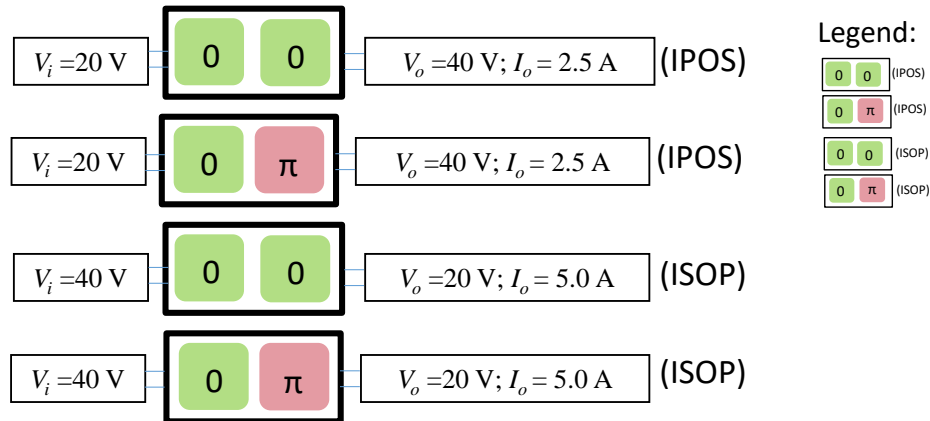 Vi =20 V 0 0 Vo =40 V; Io = 2.5 A (IPOS)
Vi =20 V 0 π Vo =40 V; Io = 2.5 A (IPOS)
Vi =40 V 0 0 Vo =20 V; Io = 5.0 A (ISOP)
Vi =40 V 0 π Vo =20 V; Io = 5.0 A (ISOP)
Legend:
0 0 (IPOS)
0 π (IPOS)
0 0 (ISOP)
0 π (ISOP)